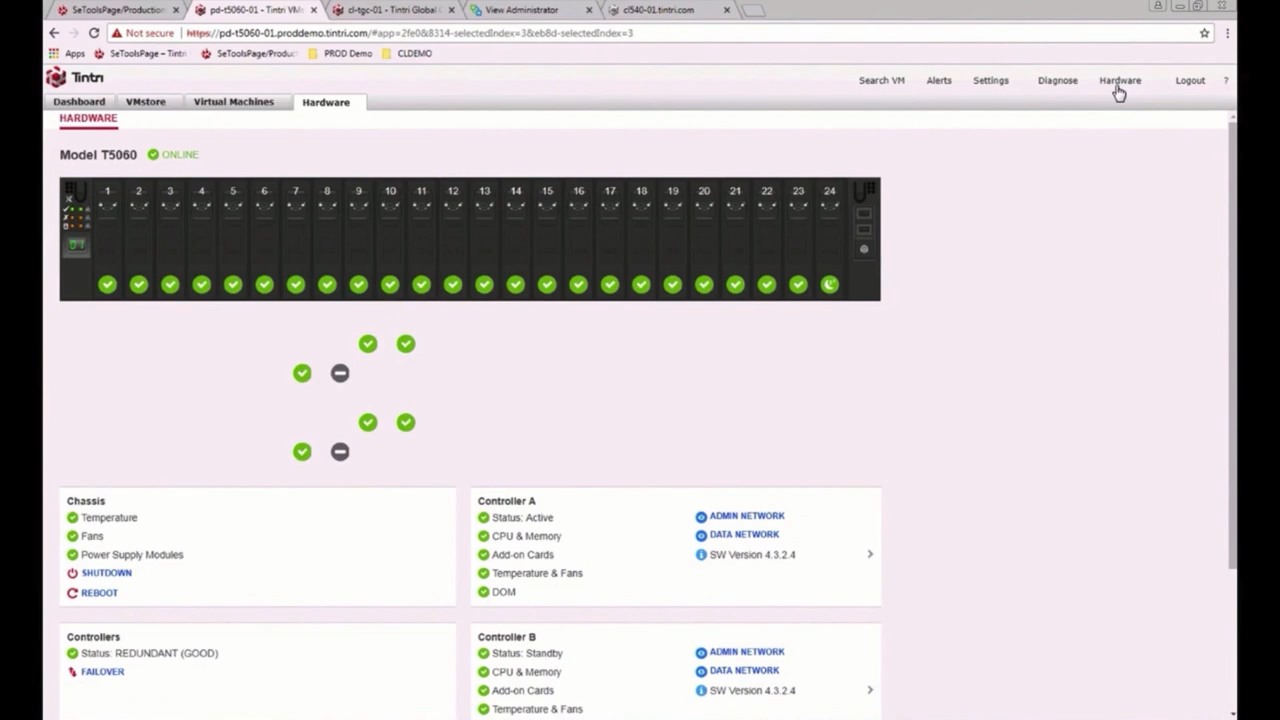 SeToolsPage/Production
pd-t5060-01 - Tintri VMs
cl-tgc-01 - Tintri Global C
View Administrator
cl540-01.tintri.com
Not secure https://pd-t5060-01.proddemo.tintri.com/#app=2fe0&8314-selectedIndex=3&eb8d-selectedIndex=3
Apps SeToolsPage – Tintri SeToolsPage/Product PROD Demo CLDEMO
Tintri Search VM Alerts Settings Diagnose Hardware Logout ?
Dashboard VMstore Virtual Machines Hardware
HARDWARE
Model T5060 ONLINE
1 2 3 4 5 6 7 8 9 10 11 12 13 14 15 16 17 18 19 20 21 22 23 24
Chassis
Temperature
Fans
Power Supply Modules
SHUTDOWN
REBOOT
Controller A
Status: Active
CPU & Memory
Add-on Cards
Temperature & Fans
DOM
ADMIN NETWORK
DATA NETWORK
SW Version 4.3.2.4
Controllers
Status: REDUNDANT (GOOD)
FAILOVER
Controller B
Status: Standby
CPU & Memory
Add-on Cards
Temperature & Fans
ADMIN NETWORK
DATA NETWORK
SW Version 4.3.2.4